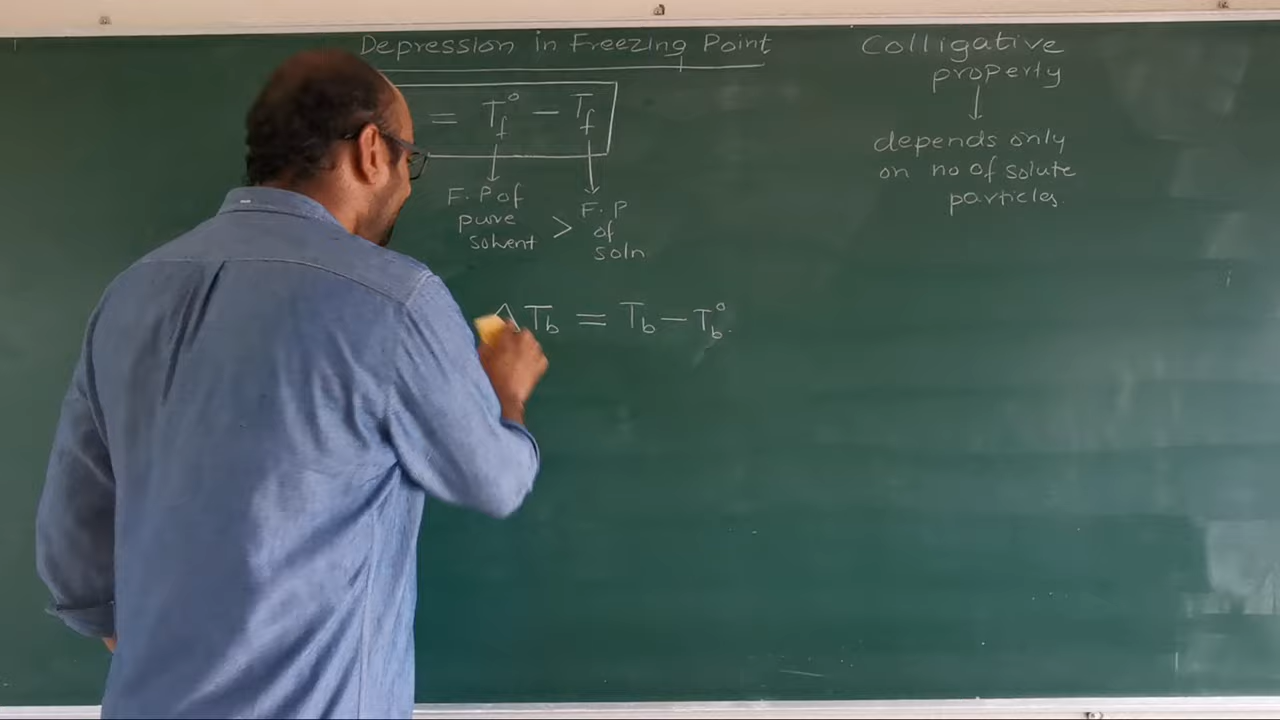 Depression in Freezing Point
= T°f - Tf
F.P of
pure
solvent
>
F.P
of
soln
ΔTb = Tb - T°b.
Colligative
property
↓
depends only
on no of solute
particles.